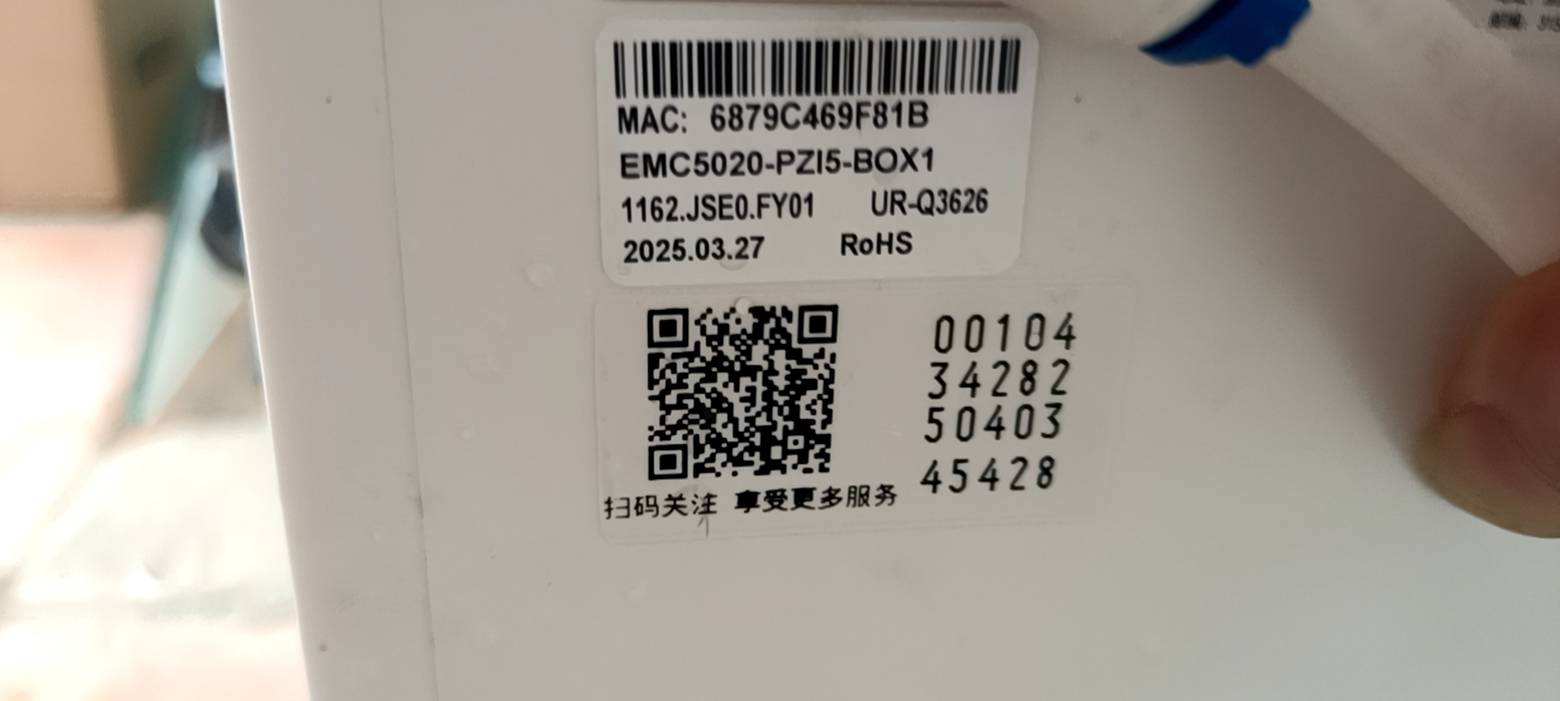 MAC: 6879C469F81B
EMC5020-PZI5-BOX1
1162.JSE0.FY01 UR-Q3626
2025.03.27 RoHS
00104
34282
50403
45428
扫码关注 享受更多服务